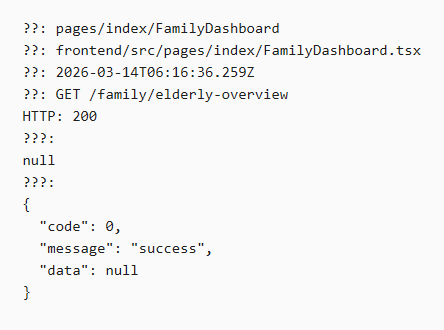 ??: pages/index/FamilyDashboard
??: frontend/src/pages/index/FamilyDashboard.tsx
??: 2026-03-14T06:16:36.259Z
??: GET /family/elderly-overview
HTTP: 200
???:
null
???:
{
  "code": 0,
  "message": "success",
  "data": null
}